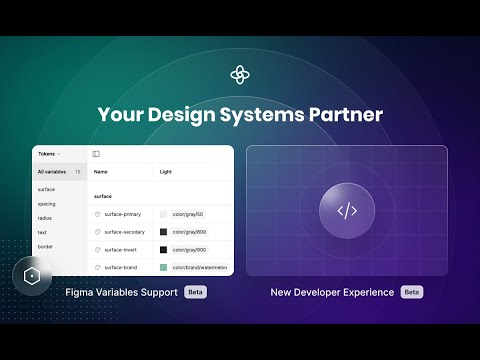 Your Design Systems Partner
Tokens
All variables 10
Name
Light
surface
spacing
radius
text
border
surface
surface-primary
color/gray/50
surface-secodary
color/gray/800
surface-invert
color/gray/900
surface-brand
color/brand/watermelon
</>
Figma Variables Support Beta
New Developer Experience Beta